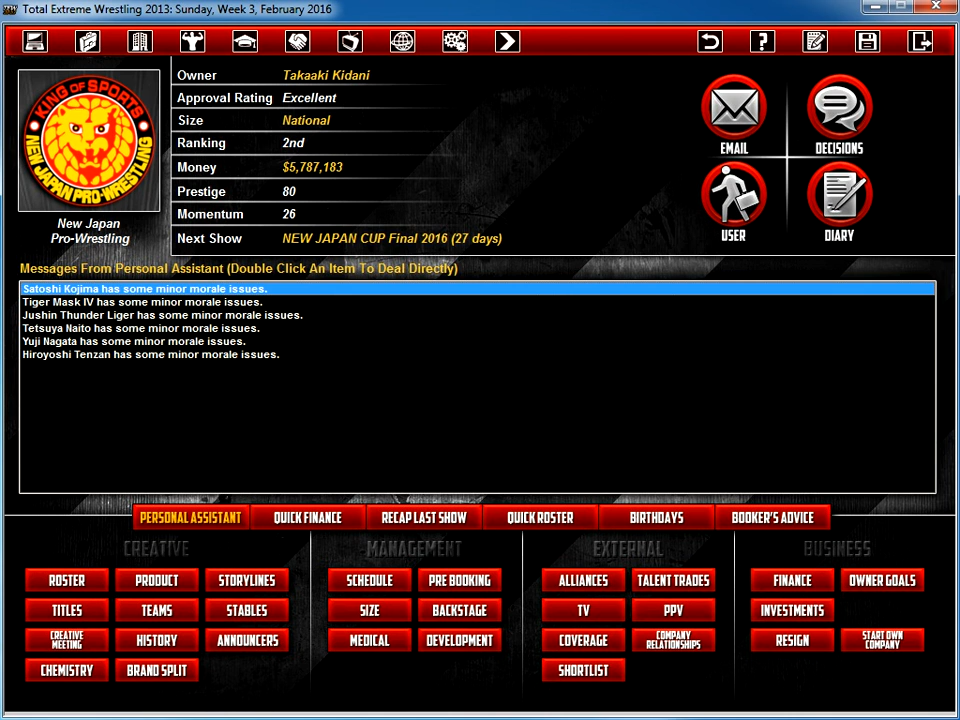 Total Extreme Wrestling 2013: Sunday, Week 3, February 2016
KING OF SPORTS
NEW JAPAN PRO-WRESTLING
New Japan
Pro-Wrestling
Owner Takaaki Kidani
Approval Rating Excellent
Size National
Ranking 2nd
Money $5,787,183
Prestige 80
Momentum 26
Next Show NEW JAPAN CUP Final 2016 (27 days)
EMAIL DECISIONS
USER DIARY
Messages From Personal Assistant (Double Click An Item To Deal Directly)
Satoshi Kojima has some minor morale issues.
Tiger Mask IV has some minor morale issues.
Jushin Thunder Liger has some minor morale issues.
Tetsuya Naito has some minor morale issues.
Yuji Nagata has some minor morale issues.
Hiroyoshi Tenzan has some minor morale issues.
PERSONAL ASSISTANT QUICK FINANCE RECAP LAST SHOW QUICK ROSTER BIRTHDAYS BOOKER'S ADVICE
CREATIVE MANAGEMENT EXTERNAL BUSINESS
ROSTER PRODUCT STORYLINES SCHEDULE PRE BOOKING ALLIANCES TALENT TRADES FINANCE OWNER GOALS
TITLES TEAMS STABLES SIZE BACKSTAGE TV PPV INVESTMENTS
CREATIVE MEETING HISTORY ANNOUNCERS MEDICAL DEVELOPMENT COVERAGE COMPANY RELATIONSHIPS RESIGN START OWN COMPANY
CHEMISTRY BRAND SPLIT SHORTLIST